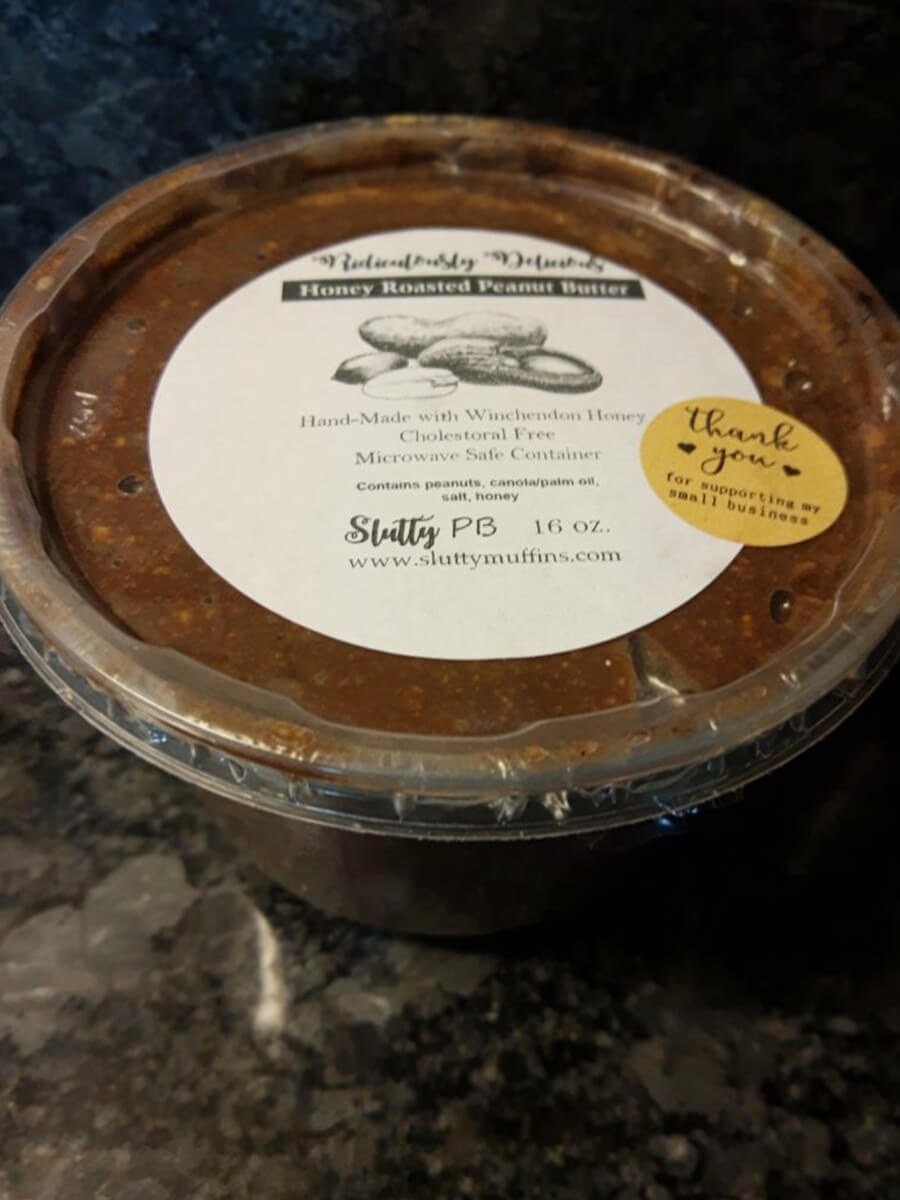 Ridiculously Delicious
Honey Roasted Peanut Butter
Hand-Made with Winchendon Honey
Cholestoral Free
Microwave Safe Container
Contains peanuts, canola/palm oil,
salt, honey
Slutty PB 16 oz.
www.sluttymuffins.com
thank
you
for supporting my
small business